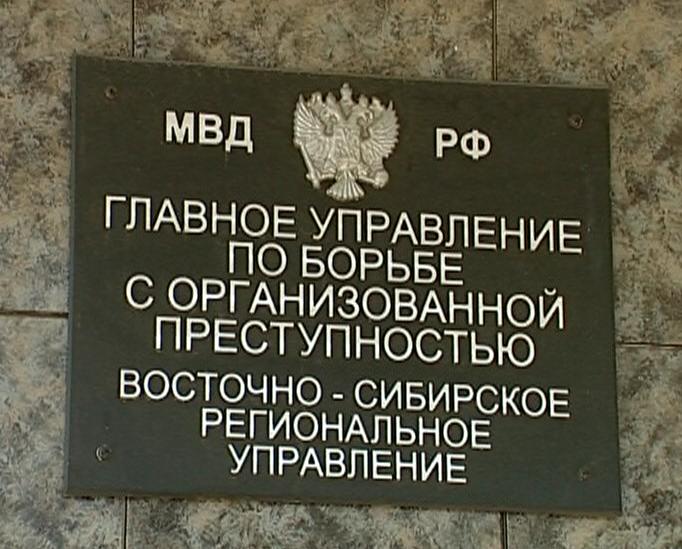 МВД РФ
ГЛАВНОЕ УПРАВЛЕНИЕ
ПО БОРЬБЕ
С ОРГАНИЗОВАННОЙ
ПРЕСТУПНОСТЬЮ
ВОСТОЧНО - СИБИРСКОЕ
РЕГИОНАЛЬНОЕ
УПРАВЛЕНИЕ